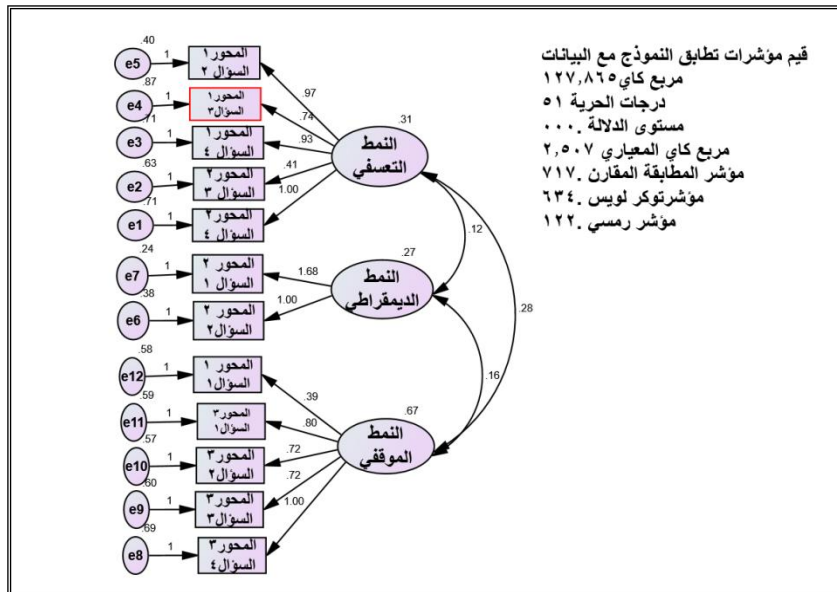 قيم مؤشرات تطابق النموذج مع البيانات
مربع كاي١٢٧,٨٦٥
درجات الحرية ٥١
مستوى الدلالة .٠٠٠
مربع كاي المعياري ٢,٥٠٧
مؤشر المطابقة المقارن .٧١٧
مؤشرتوكر لويس .٦٣٤
مؤشر رمسي .١٢٢
.40
e5
1
المحور ١
السؤال ٢
.97
.87
e4
1
المحور ١
السؤال٣
.74
.71
e3
1
المحور١
السؤال ٤
.93
.63
e2
1
المحور٢
السؤال ٣
.41
.71
e1
1
المحور٢
السؤال ٤
1.00
.31
النمط
التعسفي
.12
.28
.24
e7
1
المحور ٢
السؤال ١
1.68
.38
e6
1
المحور ٢
السؤال٢
1.00
.27
النمط
الديمقراطي
.16
.58
e12
1
المحور ١
السؤال١
.39
.59
e11
1
المحور٣
السؤال١
.80
.57
e10
1
المحور٣
السؤال٢
.72
.60
e9
1
المحور٣
السؤال٣
.72
.69
e8
1
المحور٣
السؤال٤
1.00
.67
النمط
الموقفي